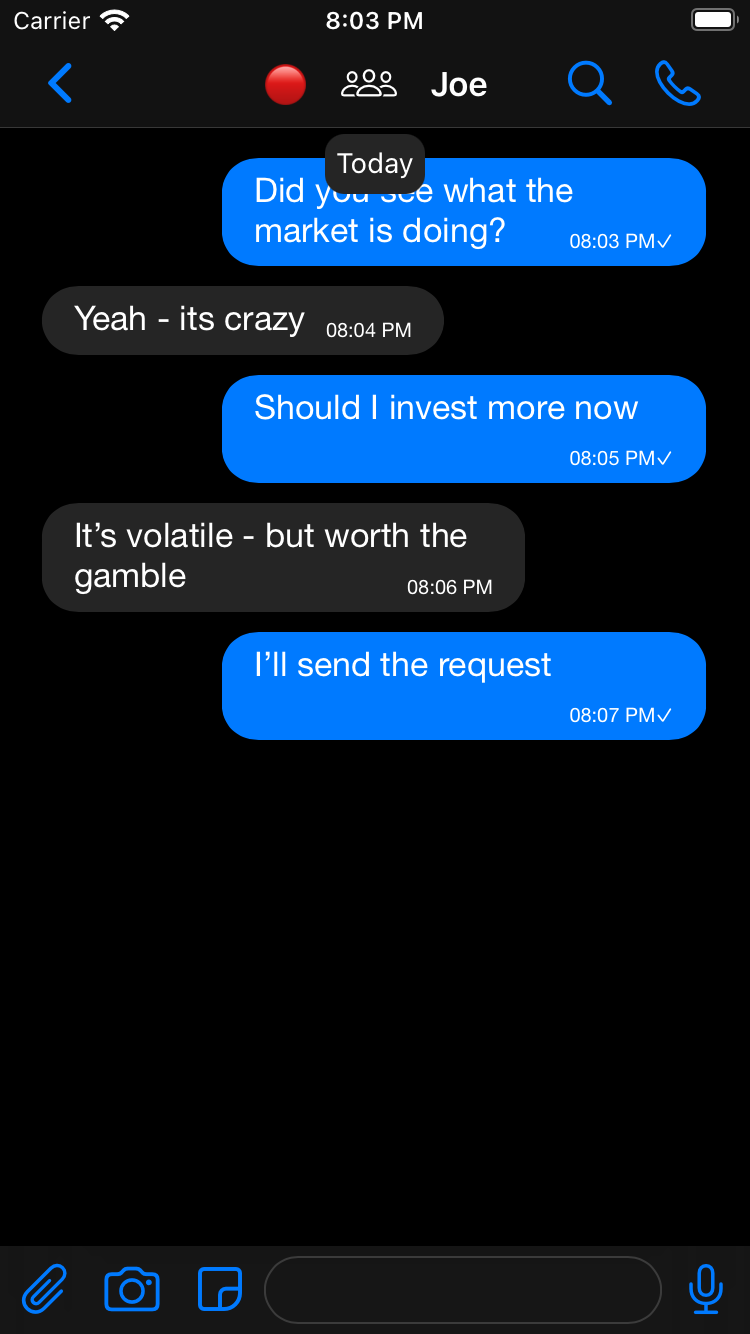 Carrier
8:03 PM
Joe
Today
Did you see what the
market is doing?
08:03 PM✓
Yeah - its crazy
08:04 PM
Should I invest more now
08:05 PM✓
It’s volatile - but worth the
gamble
08:06 PM
I’ll send the request
08:07 PM✓